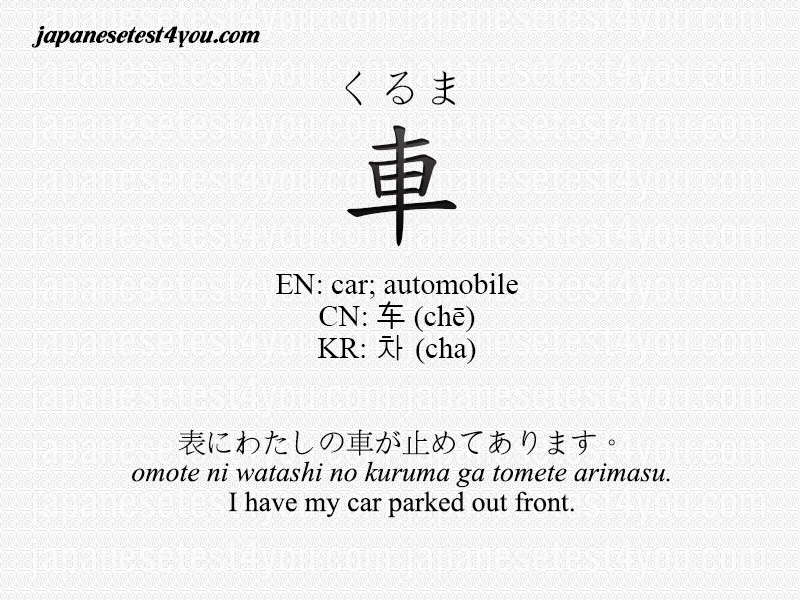 japanesetest4you.com
くるま
車
EN: car; automobile
CN: 车 (chē)
KR: 차 (cha)
表にわたしの車が止めてあります。
omote ni watashi no kuruma ga tomete arimasu.
I have my car parked out front.